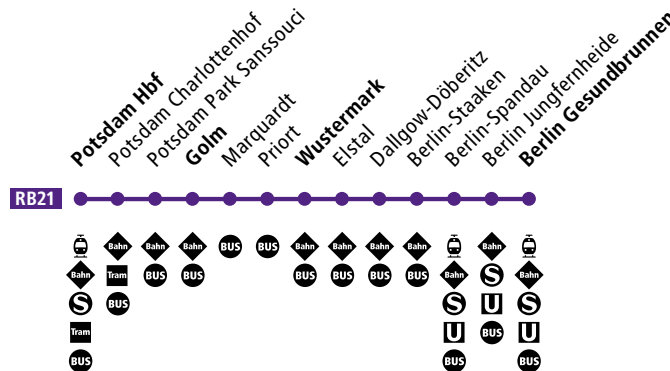 Potsdam Hbf
Potsdam Charlottenhof
Potsdam Park Sanssouci
Golm
Marquardt
Priort
Wustermark
Elstal
Dallgow-Döberitz
Berlin-Staaken
Berlin-Spandau
Berlin Jungfernheide
Berlin Gesundbrunnen
RB21
Bahn Bahn Bahn BUS BUS Bahn Bahn Bahn Bahn Bahn
Bahn Tram BUS BUS BUS BUS BUS BUS Bahn S Bahn
S BUS S U S
Tram U BUS U
BUS BUS BUS